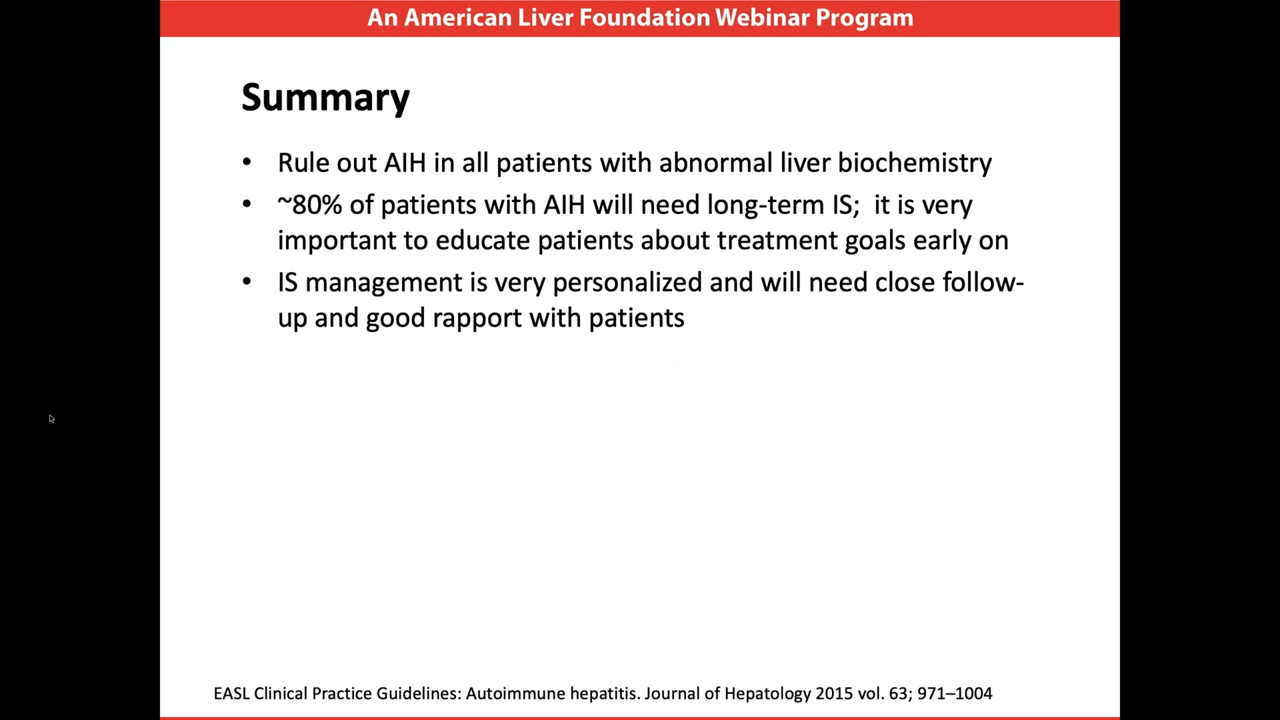 An American Liver Foundation Webinar Program
Summary
• Rule out AIH in all patients with abnormal liver biochemistry
• ~80% of patients with AIH will need long-term IS;  it is very
important to educate patients about treatment goals early on
• IS management is very personalized and will need close follow-
up and good rapport with patients
EASL Clinical Practice Guidelines: Autoimmune hepatitis. Journal of Hepatology 2015 vol. 63; 971–1004